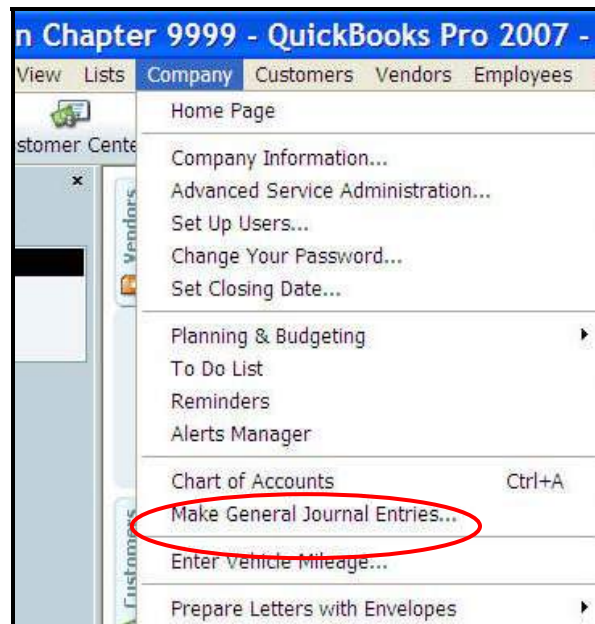 n Chapter 9999 - QuickBooks Pro 2007 -
View Lists Company Customers Vendors Employees
stomer Cente
Home Page
Company Information...
Advanced Service Administration...
Set Up Users...
Change Your Password...
Set Closing Date...
Vendors
Planning & Budgeting
To Do List
Reminders
Alerts Manager
Chart of Accounts Ctrl+A
Make General Journal Entries...
Enter Vehicle Mileage...
Prepare Letters with Envelopes
Customers